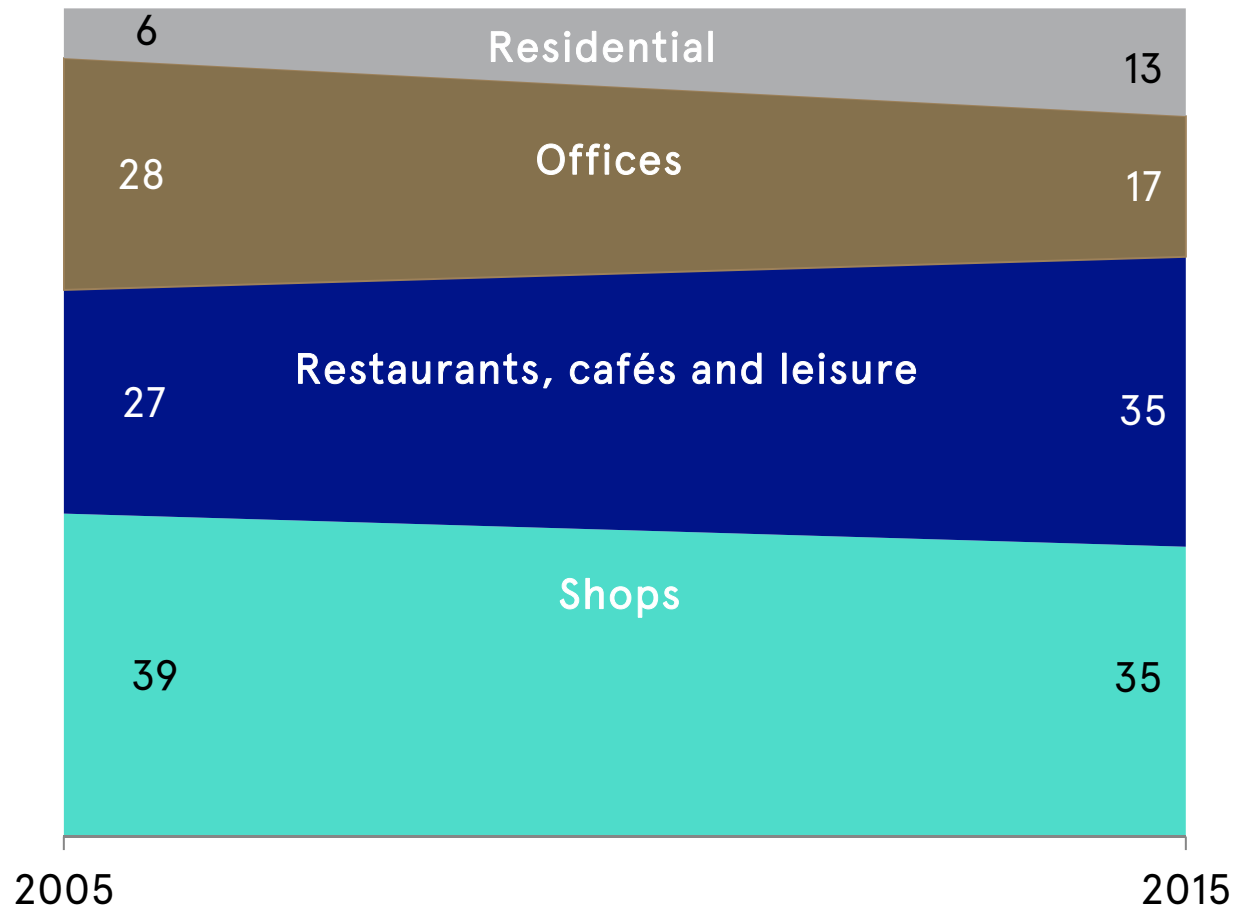 6
Residential
13
Offices
28
17
Restaurants, cafés and leisure
27
35
Shops
39
35
2005
2015